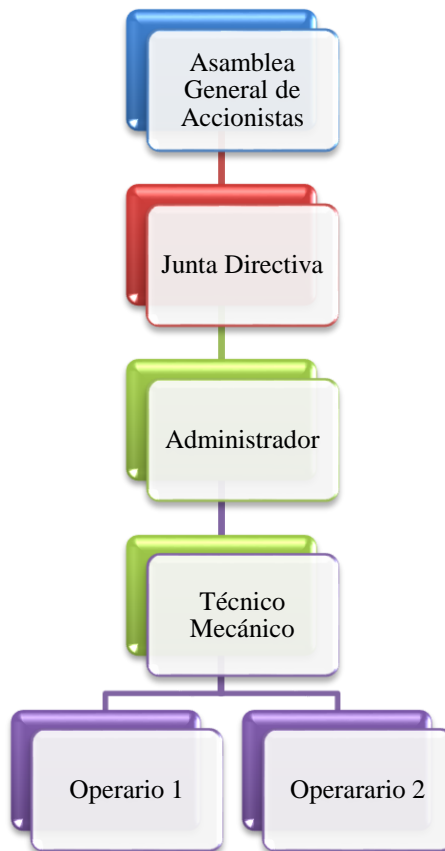 Asamblea
General de
Accionistas
Junta Directiva
Administrador
Técnico
Mecánico
Operario 1
Operarario 2